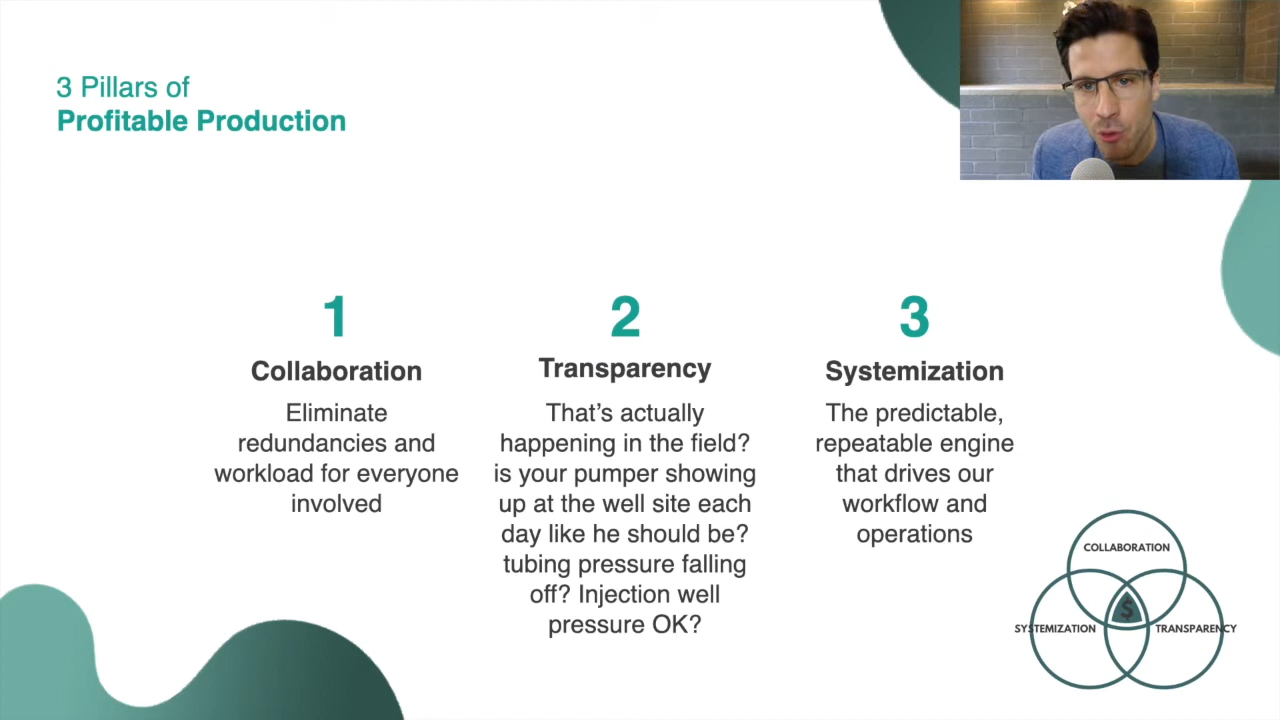 3 Pillars of
Profitable Production
1
Collaboration
Eliminate
redundancies and
workload for everyone
involved
2
Transparency
That's actually
happening in the field?
is your pumper showing
up at the well site each
day like he should be?
tubing pressure falling
off? Injection well
pressure OK?
3
Systemization
The predictable,
repeatable engine
that drives our
workflow and
operations
COLLABORATION
$
SYSTEMIZATION
TRANSPARENCY